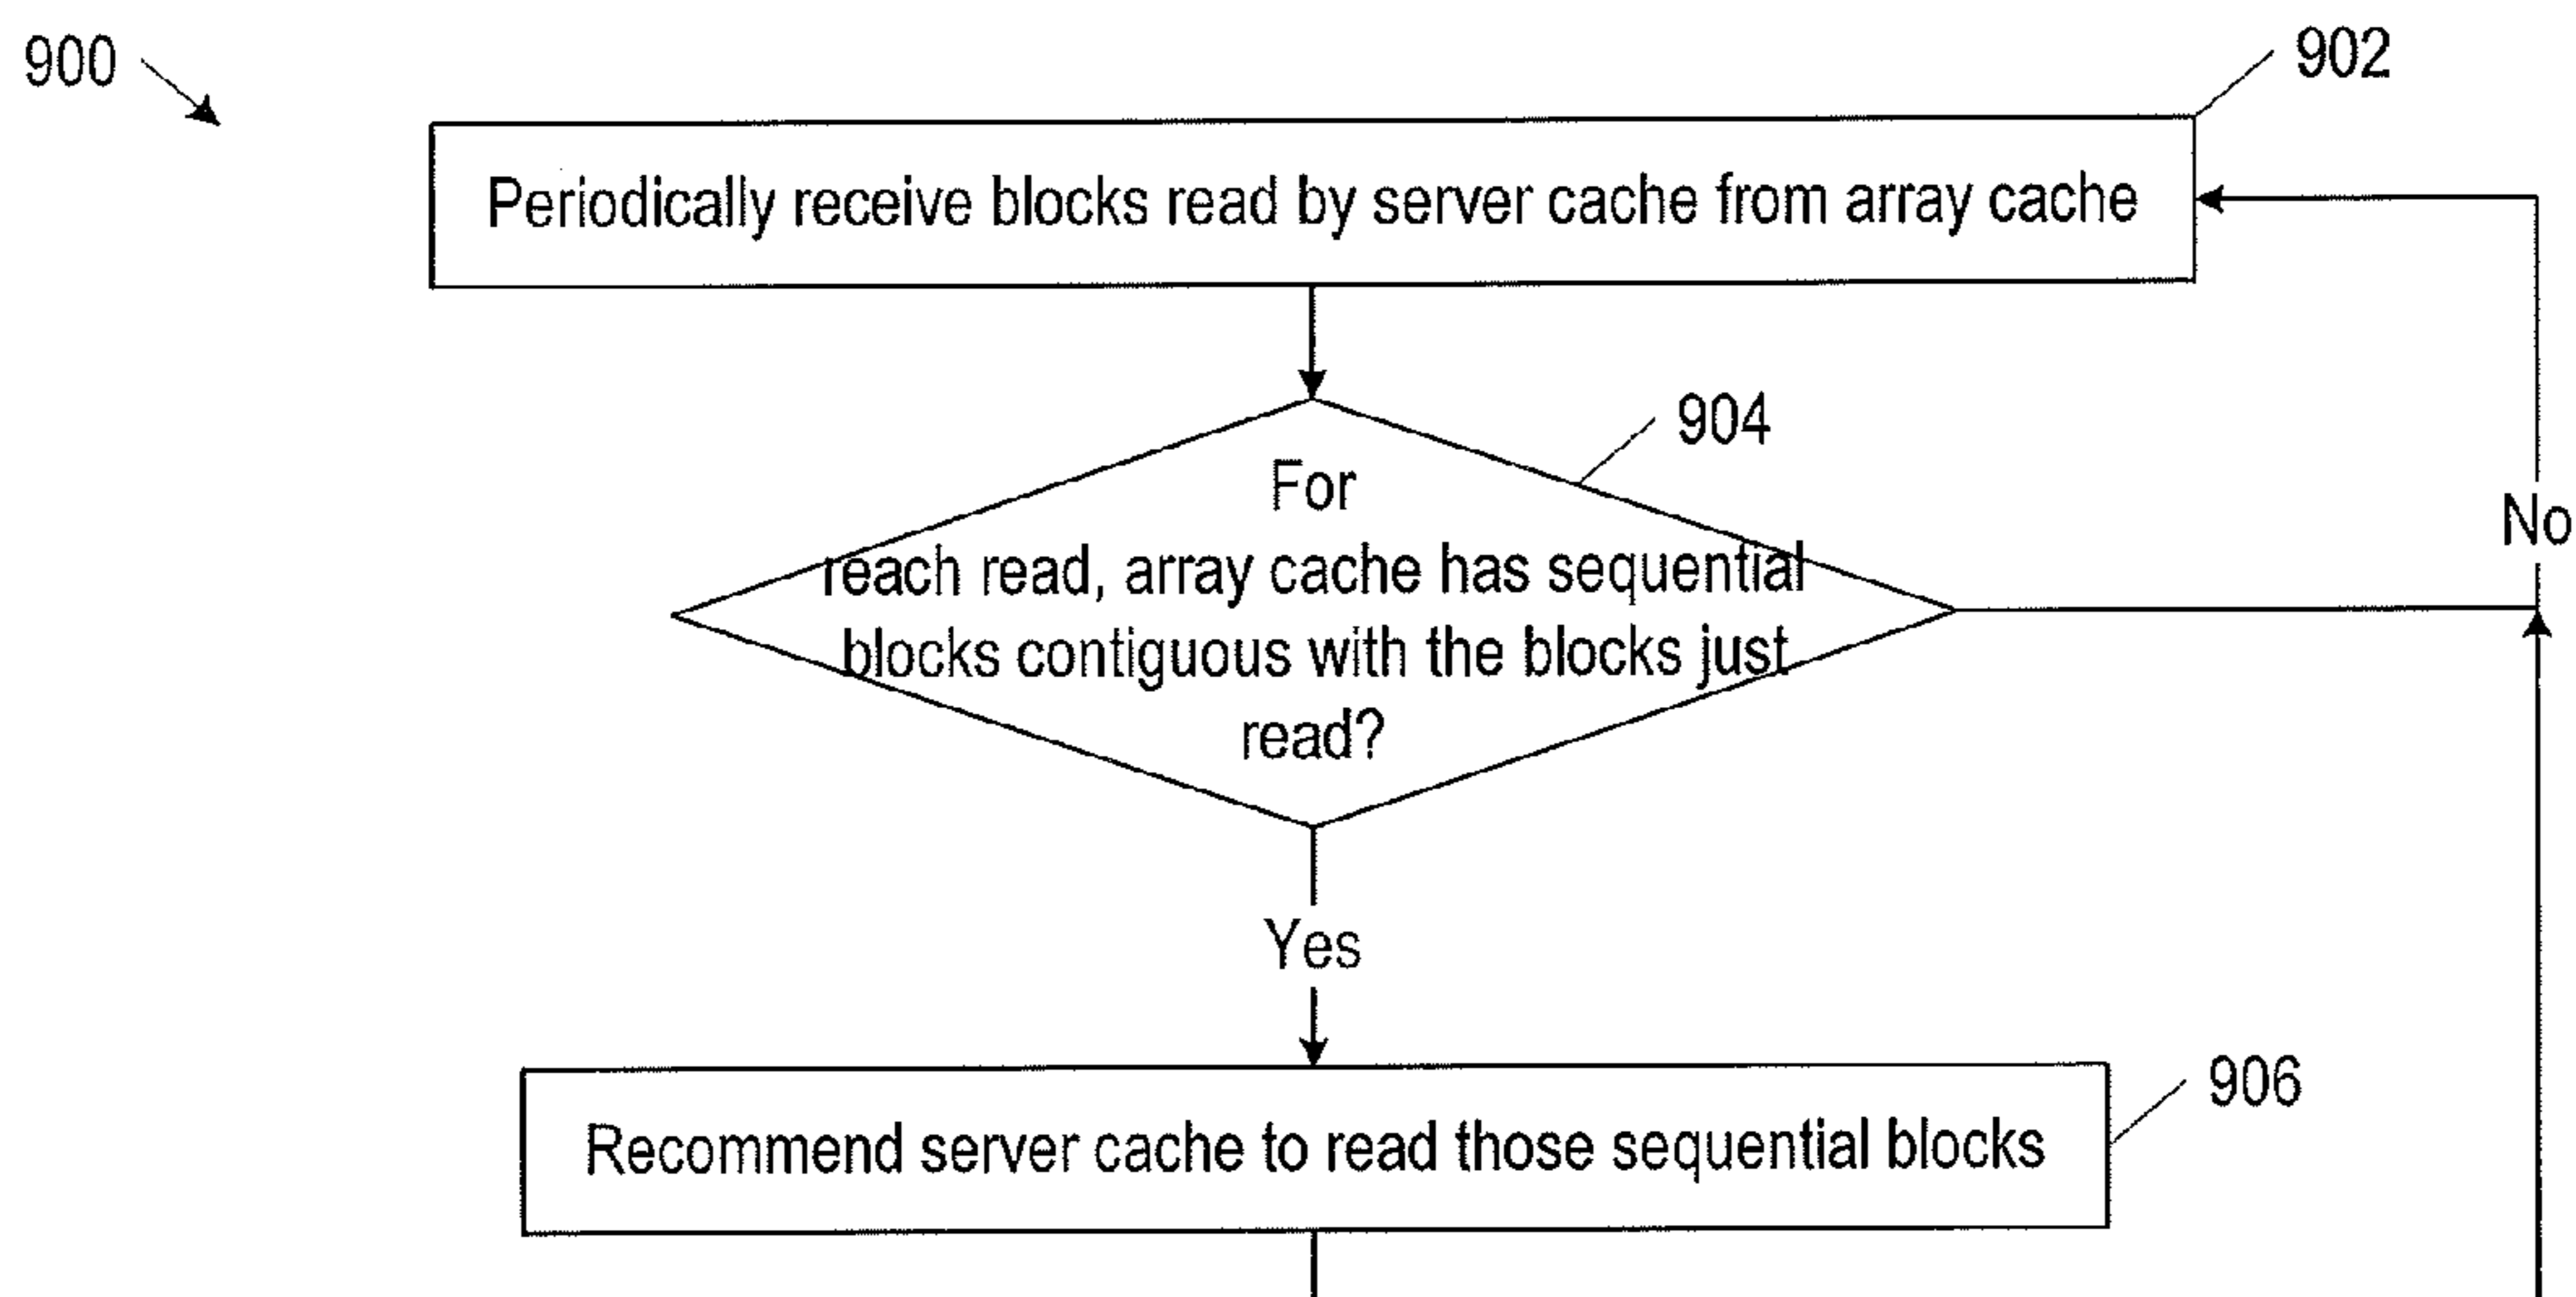 900
902
Periodically receive blocks read by server cache from array cache
904
For
reach read, array cache has sequential
blocks contiguous with the blocks just
read?
No
Yes
906
Recommend server cache to read those sequential blocks